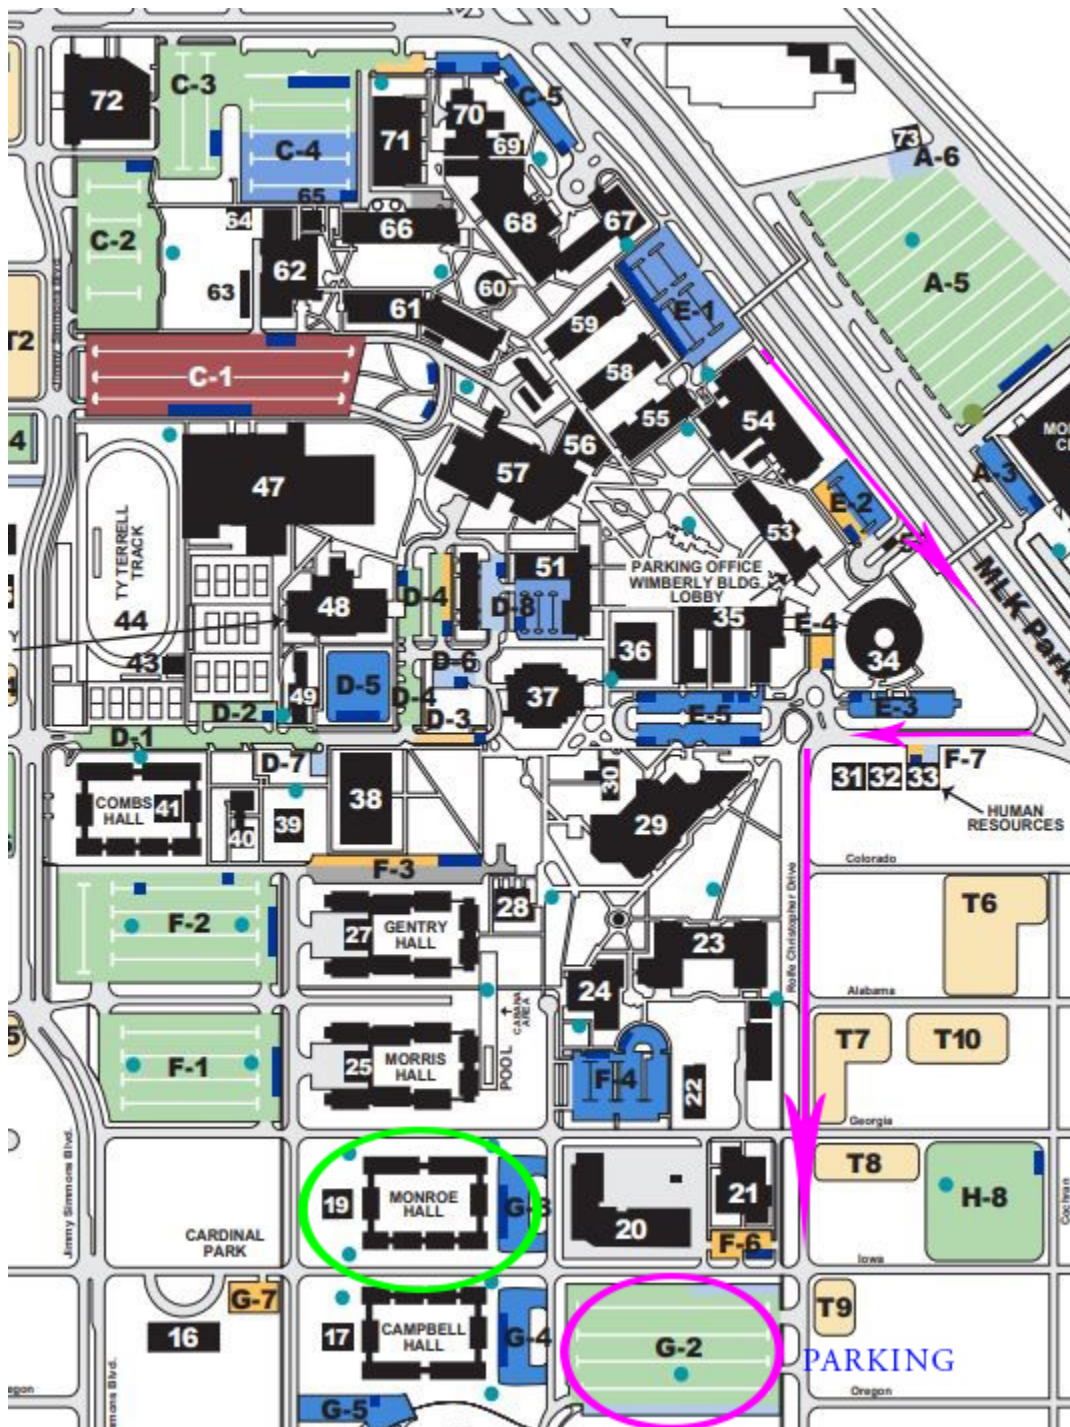 72
C-3
C-4
C-5
71
70
69
73
A-6
C-2
65
64
66
68
67
62
63
60
61
A-5
E-1
T2
59
58
C-1
55
54
56
57
47
4
A-3
E-2
TY TERRELL
TRACK
53
PARKING OFFICE
WIMBERLY BLDG.
LOBBY
MLK
44
48
D-4
51
D-8
35
E-4
36
34
43
49
D-5
D-6
D-4
D-3
37
D-2
E-5
E-3
D-1
D-7
30
31
32
33
F-7
HUMAN
RESOURCES
COMBS
HALL
41
40
39
38
29
Colorado
F-3
Rolfe Christopher Drive
T6
F-2
27
GENTRY
HALL
28
23
24
Alabama
CABANA
AREA
F-1
25
MORRIS
HALL
POOL
F-4
22
T7
T10
Georgia
Jimmy Simmons Blvd.
19
MONROE
HALL
G-3
20
21
T8
H-8
Cochran
CARDINAL
PARK
F-6
Iowa
G-7
16
17
CAMPBELL
HALL
G-4
G-2
T9
PARKING
Oregon
G-5